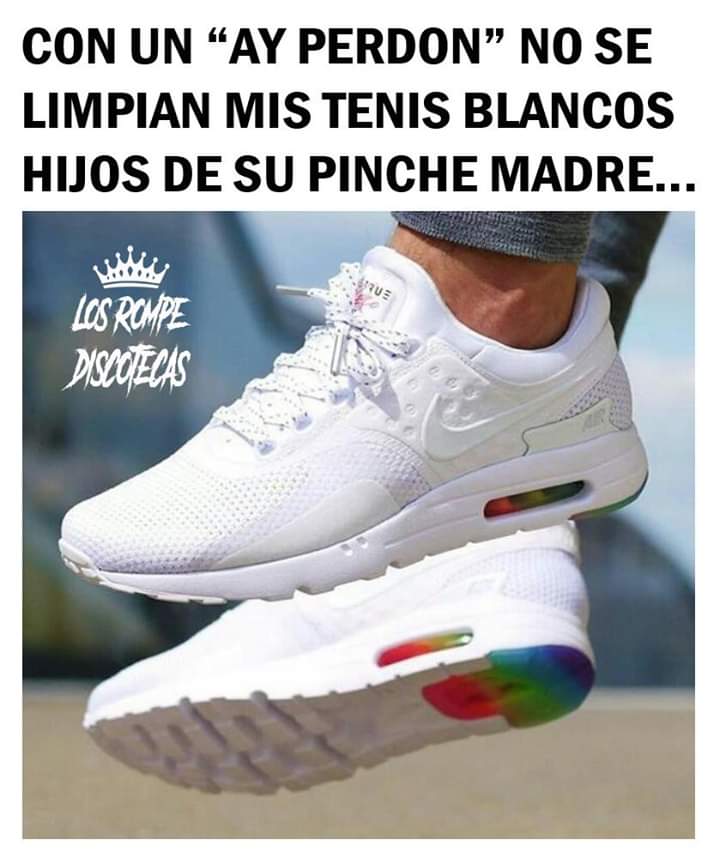 CON UN “AY PERDON” NO SE
LIMPIAN MIS TENIS BLANCOS
HIJOS DE SU PINCHE MADRE...
LOS ROMPE
DISCOTECAS
AIR